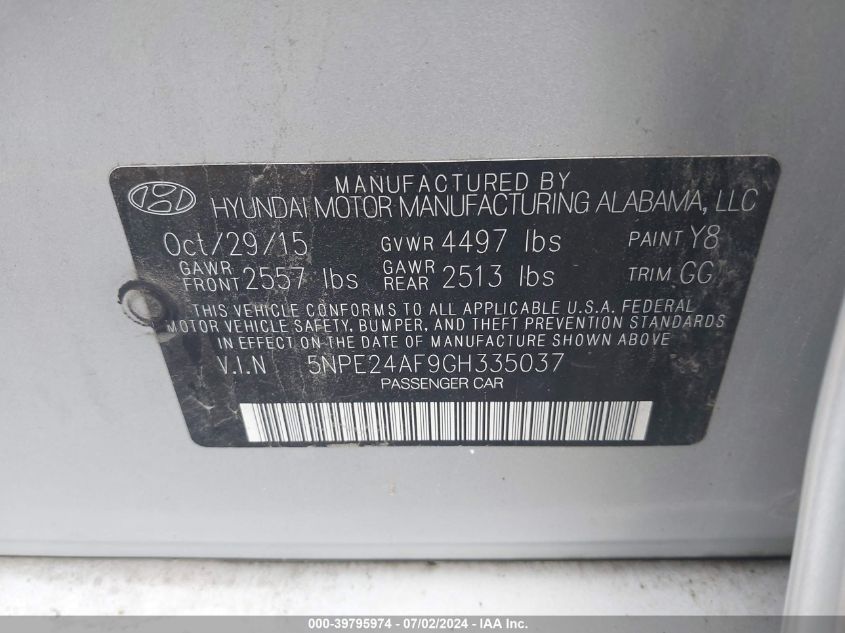 MANUFACTURED BY
HYUNDAI MOTOR MANUFACTURING ALABAMA, LLC
Oct/29/15 GVWR 4497 lbs PAINT Y8
GAWR FRONT 2557 lbs GAWR REAR 2513 lbs TRIM GG
THIS VEHICLE CONFORMS TO ALL APPLICABLE U.S.A. FEDERAL
MOTOR VEHICLE SAFETY, BUMPER, AND THEFT PREVENTION STANDARDS
IN EFFECT ON THE DATE OF MANUFACTURE SHOWN ABOVE
V.I.N 5NPE24AF9GH335037
PASSENGER CAR
000-39795974 - 07/02/2024 - IAA Inc.